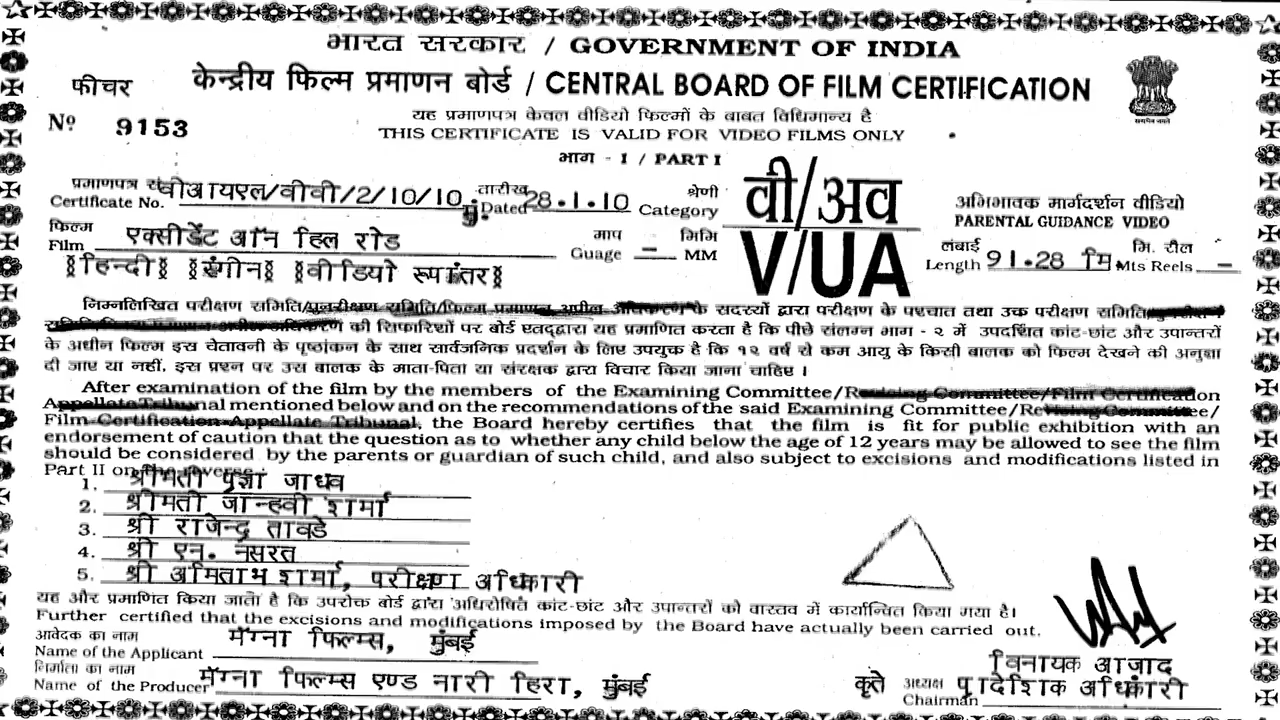 भारत सरकार / GOVERNMENT OF INDIA
केन्द्रीय फिल्म प्रमाणन बोर्ड / CENTRAL BOARD OF FILM CERTIFICATION
फीचर
सत्यमेव जयते
Nº 9153
यह प्रमाणपत्र केवल वीडियो फिल्मों के बाबत विधिमान्य है
THIS CERTIFICATE IS VALID FOR VIDEO FILMS ONLY
भाग - 1 / PART I
प्रमाणपत्र सं वीआयएल/वीवी/2/10/10 मुं. तारीख 28.1.10 श्रेणी वी/अव
Certificate No. Dated Category V/UA
अभिभावक मार्गदर्शन वीडियो
PARENTAL GUIDANCE VIDEO
फिल्म एक्सीडेंट ऑन हिल रोड माप मिमि लंबाई 91.28 मि. मि. रील
Film Guage — MM Length Mts Reels —
हिन्दी रंगीन वीडियो रूपांतर
निम्नलिखित परीक्षण समिति/पुनरीक्षण समिति/फिल्म प्रमाणन अपील अधिकरण के सदस्यों द्वारा परीक्षण के पश्चात तथा उक्त परीक्षण समिति/
की सिफारिशों पर बोर्ड एतद्द्वारा यह प्रमाणित करता है कि पीछे संलग्न भाग - २ में उपदर्शित कांट-छांट और उपान्तरों
के अधीन फिल्म इस चेतावनी के पृष्ठांकन के साथ सार्वजनिक प्रदर्शन के लिए उपयुक्त है कि १२ वर्ष से कम आयु के किसी बालक को फिल्म देखने की अनुज्ञा
दी जाए या नहीं, इस प्रश्न पर उस बालक के माता-पिता या संरक्षक द्वारा विचार किया जाना चाहिए ।
After examination of the film by the members of the Examining Committee/Revising Committee/Film Certification
Appellate Tribunal mentioned below and on the recommendations of the said Examining Committee/Revising Committee/
Film Certification Appellate Tribunal, the Board hereby certifies that the film is fit for public exhibition with an
endorsement of caution that the question as to whether any child below the age of 12 years may be allowed to see the film
should be considered by the parents or guardian of such child, and also subject to excisions and modifications listed in
Part II on the reverse :
1. श्रीमती पुजा जाधव
2. श्रीमती जान्हवी शर्मा
3. श्री राजेन्द्र तावडे
4. श्री एन. नसरत
5. श्री अमिताभ शर्मा, परीक्षण अधिकारी
यह और प्रमाणित किया जाता है कि उपरोक्त बोर्ड द्वारा अधिरोपित कांट-छांट और उपान्तरों को वास्तव में कार्यान्वित किया गया है।
Further certified that the excisions and modifications imposed by the Board have actually been carried out.
आवेदक का नाम मॅग्ना फिल्म्स, मुंबई
Name of the Applicant
विनायक आजाद
निर्माता का नाम मॅग्ना फिल्म्स एण्ड नारी हिरा, मुंबई
Name of the Producer
कृते अध्यक्ष प्रादेशिक अधिकारी
Chairman